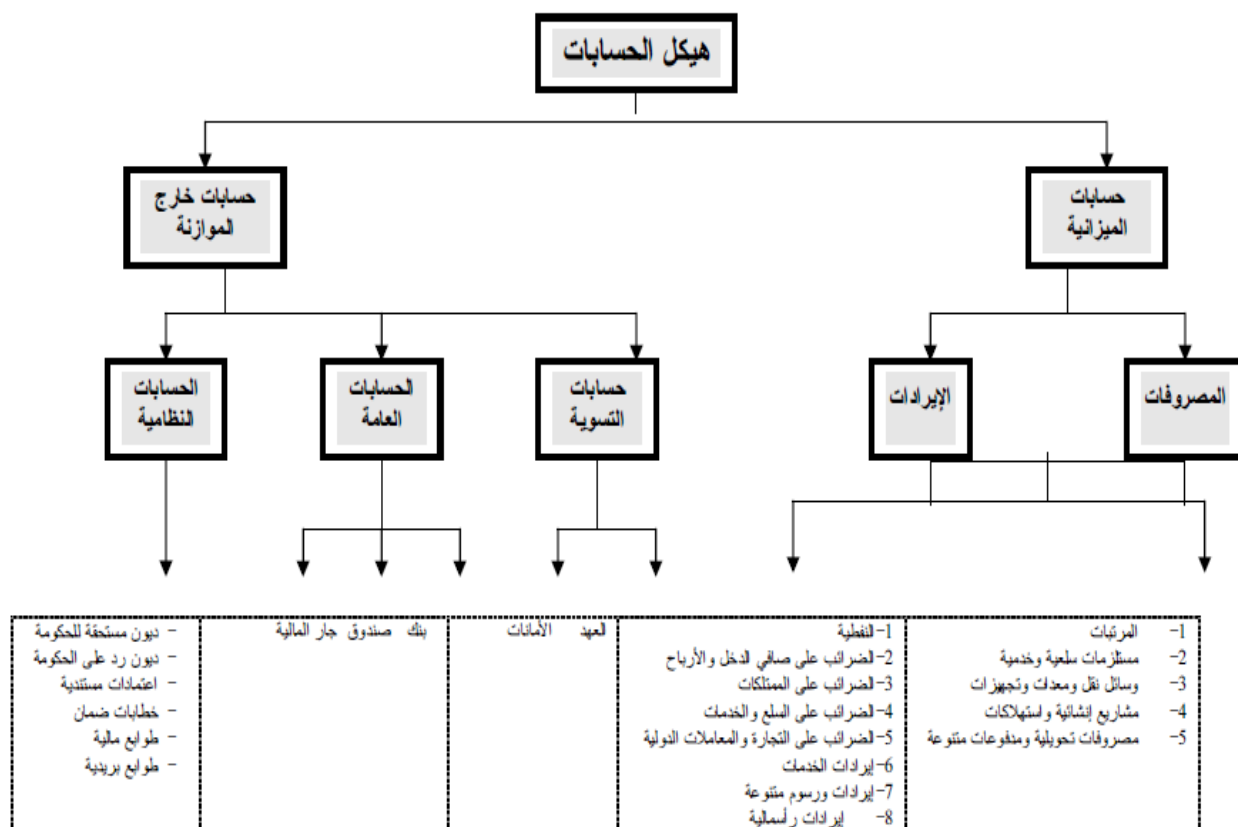 هيكل الحسابات
حسابات
الميزانية
حسابات خارج
الموازنة
المصروفات
الإيرادات
حسابات
التسوية
الحسابات
العامة
الحسابات
النظامية
1- المرتبات
2- مستلزمات سلعية وخدمية
3- وسائل نقل ومعدات وتجهيزات
4- مشاريع إنشائية واستهلاكات
5- مصروفات تحويلية ومدفوعات متنوعة
1- النفطية
2- الضرائب على صافي الدخل والأرباح
3- الضرائب على الممتلكات
4- الضرائب على السلع والخدمات
5- الضرائب على التجارة والمعاملات الدولية
6- إيرادات الخدمات
7- إيرادات ورسوم متنوعة
8- إيرادات رأسمالية
العهد الأمانات
بنك صندوق جار المالية
- ديون مستحقة للحكومة
- ديون رد على الحكومة
- اعتمادات مستندية
- خطابات ضمان
- طوابع مالية
- طوابع بريدية